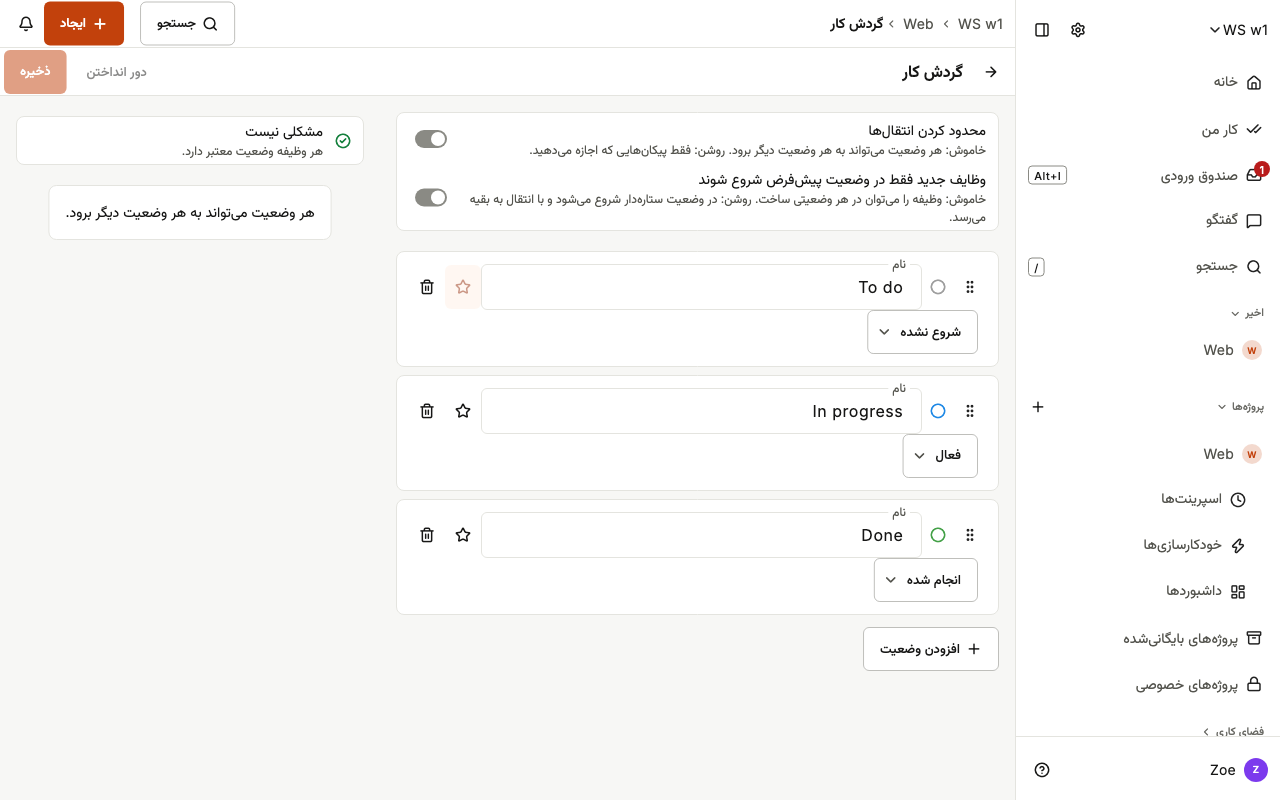 WS w1
خانه
کار من
صندوق ورودی
1
Alt+I
گفتگو
جستجو
/
اخیر
W Web
پروژه‌ها
W Web
اسپرینت‌ها
خودکارسازی‌ها
داشبوردها
پروژه‌های بایگانی‌شده
پروژه‌های خصوصی
فضای کاری
Z Zoe
WS w1 › Web › گردش کار
جستجو
ایجاد
گردش کار
دور انداختن
ذخیره
محدود کردن انتقال‌ها
خاموش: هر وضعیت می‌تواند به هر وضعیت دیگر برود. روشن: فقط پیکان‌هایی که اجازه می‌دهید.
وظایف جدید فقط در وضعیت پیش‌فرض شروع شوند
خاموش: وظیفه را می‌توان در هر وضعیتی ساخت. روشن: در وضعیت ستاره‌دار شروع می‌شود و با انتقال به بقیه
می‌رسد.
نام
To do
شروع نشده
نام
In progress
فعال
نام
Done
انجام شده
افزودن وضعیت
مشکلی نیست
هر وظیفه وضعیت معتبر دارد.
هر وضعیت می‌تواند به هر وضعیت دیگر برود.